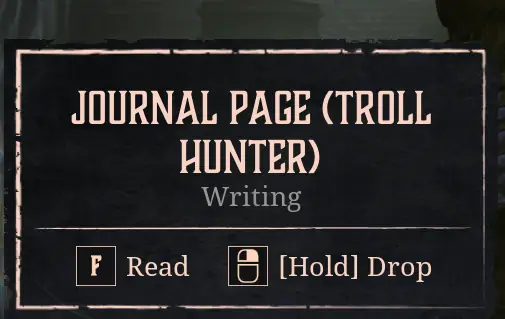 JOURNAL PAGE (TROLL
HUNTER)
Writing
F Read [Hold] Drop